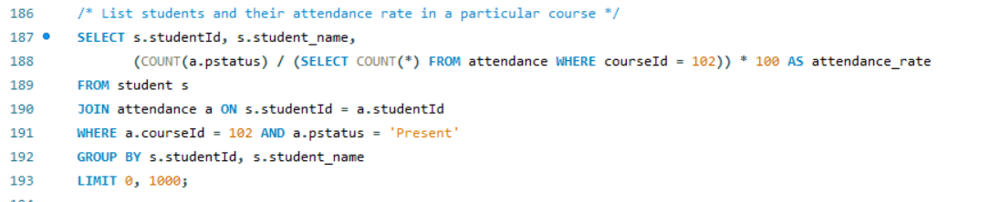 186 /* List students and their attendance rate in a particular course */
187 SELECT s.studentId, s.student_name,
188 (COUNT(a.pstatus) / (SELECT COUNT(*) FROM attendance WHERE courseId = 102)) * 100 AS attendance_rate
189 FROM student s
190 JOIN attendance a ON s.studentId = a.studentId
191 WHERE a.courseId = 102 AND a.pstatus = 'Present'
192 GROUP BY s.studentId, s.student_name
193 LIMIT 0, 1000;